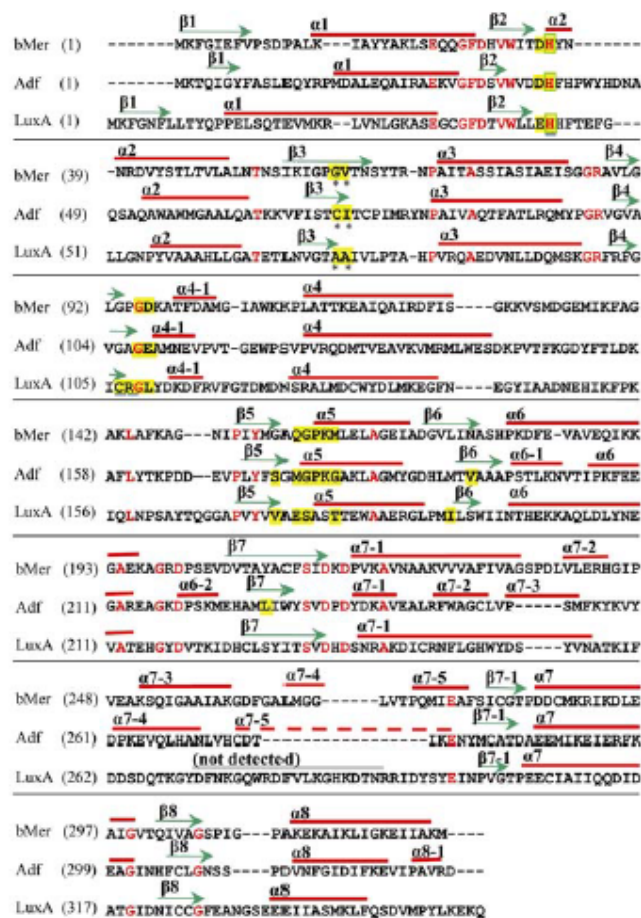 β1 α1 β2 α2
bMer (1) ------MKFGIEFVPSDPALK----IAYYAKLSEQQGFDHVWITDHYN--------
β1 α1 β2
Adf (1) ------MKTQIGYFASLEQYRPMDALEQAIRAEKVGFDSVWVDDHFHPWYHDNA
β1 α1 β2
LuxA (1) MKFGNFLLTYQPPELSQTEVMKR--LVNLGKASEGCGFDTVWLLEHHFTEFG--
α2 β3 α3 β4
bMer (39) -NRDVYSTLTVLALNTNSIKIGPGVTNSYTRN--PAITASSIASIAEISGGRAVLG
α2 β3 α3 β4
Adf (49) QSAQAWAWMGAALQATKKVFISTCITCPIMRYNPAIVAQTFATLRQMYPGRVGVA
α2 β3 α3 β4
LuxA (51) LLGNPYVAAAHLLGATETLNVGTAAIVLPTA-HPVRQAEDVNLLDQMSKGRFRFG
α4-1 α4
bMer (92) LGPGDKATFDAMG-IAWKKPLATTKEAIQAIRDFIS----GKKVSMDGEMIKFAG
α4-1 α4
Adf (104) VGAGEAMNEVPVT-GEWPSVPVRQDMTVEAVKVMRMLWESDKPVTFKGDYFTLDK
α4-1 α4
LuxA (105) ICRGLYDKDFRVFGTDMDNSRALMDCWYDLMKEGFN----EGYIAADNEHIKFPK
β5 α5 β6 α6
bMer (142) AKLAFKAG---NIPIYMGAQGPKMLELAGEIADGVLINASHPKDFE-VAVEQIKK
β5 α5 β6 α6-1 α6
Adf (158) AFLYTKPDD--EVPLYFSGMGPKGAKLAGMYGDHLMTVAAAPSTLKNVTIPKFEE
β5 α5 β6 α6
LuxA (156) IQLNPSAYTQGGAPVYVVAESASTTEWAAERGLPMILSWIINTHEKKAQLDLYNE
β7 α7-1 α7-2
bMer (193) GAEKAGRDPSEVDVTAYACFSIDKDPVKAVNAAKVVVAFIVAGSPDLVLERHGIP
α6-2 β7 α7-1 α7-2 α7-3
Adf (211) GAREAGKDPSKMEHAMLIWYSVDPDYDKAVEALRFWAGCLVP-----SMFKYKVY
β7 α7-1
LuxA (211) VATEHGYDVTKIDHCLSYITSVDHDSNRAKDICRNFLGHWYDS----YVNATKIF
α7-3 α7-4 α7-5 β7-1 α7
bMer (248) VEAKSQIGAAIAKGDFGALMGG----LVTPQMIEAFSICGTPDDCMKRIKDLE
α7-4 α7-5 β7-1 α7
Adf (261) DPKEVQLHANLVHCDT-----------------IKENYMCATDAEEMIKEIERFK
(not detected) β7-1 α7
LuxA (262) DDSDQTKGYDFNKGQWRDFVLKGHKDTNRRIDYSYEINPVGTPEECIAIIQQDID
β8 α8
bMer (297) AIGVTQIVAGSPIG----PAKEKAIKLIGKEIIAKM----
β8 α8 α8-1
Adf (299) EAGINHFCLGNSS-----PDVNFGIDIFKEVIPAVRD---
β8 α8
LuxA (317) ATGIDNICCGFEANGSEEEIIASMKLFQSDVMPYLKEKQ